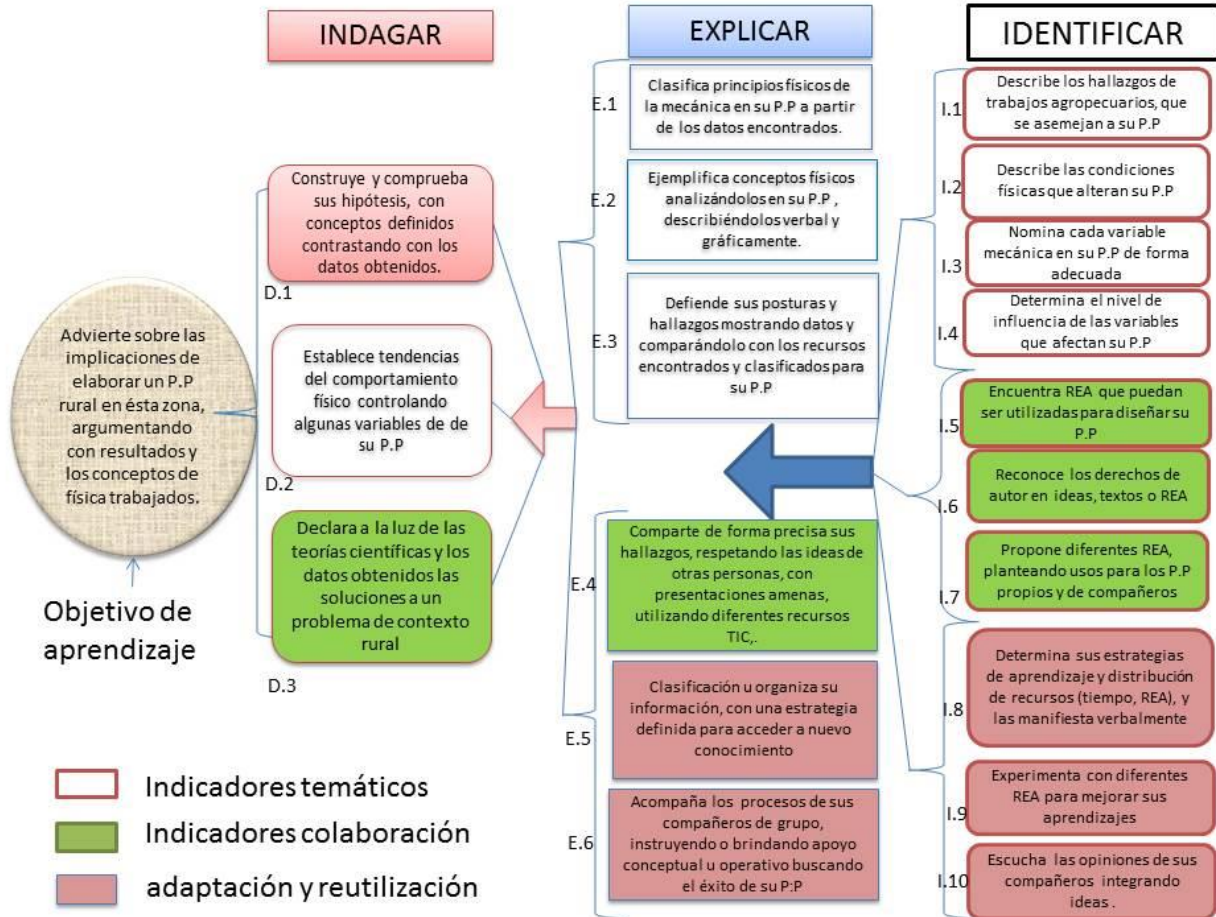 INDAGAR
Construye y comprueba
sus hipótesis, con
conceptos definidos
contrastando con los
datos obtenidos.
D.1
Establece tendencias
del comportamiento
físico controlando
algunas variables de de
su P.P
D.2
Declara a la luz de las
teorías científicas y los
datos obtenidos las
soluciones a un
problema de contexto
rural
D.3
Advierte sobre las
implicaciones de
elaborar un P.P
rural en ésta zona,
argumentando
con resultados y
los conceptos de
física trabajados.
Objetivo de
aprendizaje
EXPLICAR
E.1
Clasifica principios físicos de
la mecánica en su P.P a partir
de los datos encontrados.
E.2
Ejemplifica conceptos físicos
analizándolos en su P.P ,
describiéndolos verbal y
gráficamente.
E.3
Defiende sus posturas y
hallazgos mostrando datos y
comparándolo con los recursos
encontrados y clasificados para
su P.P
E.4
Comparte de forma precisa sus
hallazgos, respetando las ideas de
otras personas, con
presentaciones amenas,
utilizando diferentes recursos
TIC,.
E.5
Clasificación u organiza su
información, con una estrategia
definida para acceder a nuevo
conocimiento
E.6
Acompaña los procesos de sus
compañeros de grupo,
instruyendo o brindando apoyo
conceptual u operativo buscando
el éxito de su P:P
IDENTIFICAR
I.1
Describe los hallazgos de
trabajos agropecuarios, que
se asemejan a su P.P
I.2
Describe las condiciones
físicas que alteran su P.P
I.3
Nomina cada variable
mecánica en su P.P de forma
adecuada
I.4
Determina el nivel de
influencia de las variables
que afectan su P.P
I.5
Encuentra REA que puedan
ser utilizadas para diseñar su
P.P
I.6
Reconoce los derechos de
autor en ideas, textos o REA
I.7
Propone diferentes REA,
planteando usos para los P.P
propios y de compañeros
I.8
Determina sus estrategias
de aprendizaje y distribución
de recursos (tiempo, REA), y
las manifiesta verbalmente
I.9
Experimenta con diferentes
REA para mejorar sus
aprendizajes
I.10
Escucha las opiniones de sus
compañeros integrando
ideas .
Indicadores temáticos
Indicadores colaboración
adaptación y reutilización